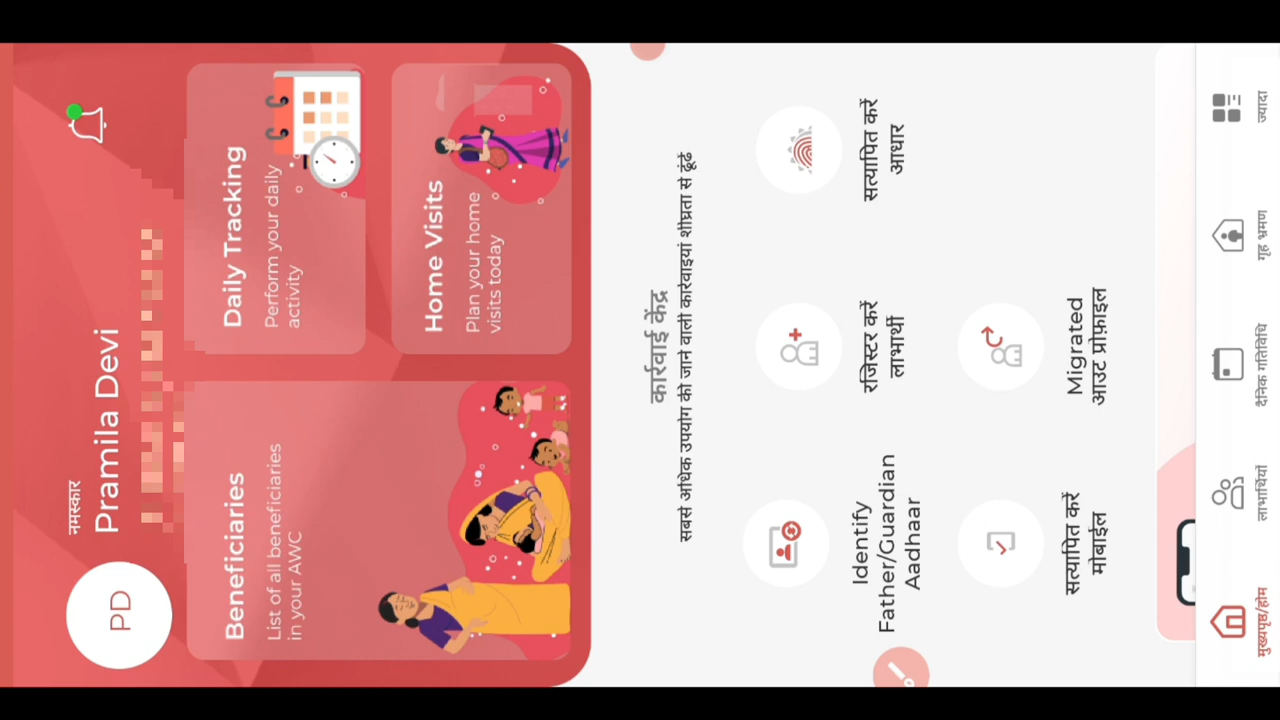 नमस्कार
Pramila Devi
PD
Beneficiaries
List of all beneficiaries
in your AWC
Daily Tracking
Perform your daily
activity
Home Visits
Plan your home
visits today
कार्रवाई केंद्र
सबसे अधिक उपयोग की जाने वाली कार्रवाइयां शीघ्रता से ढूंढें
Identify
Father/Guardian
Aadhaar
रजिस्टर करें
लाभार्थी
सत्यापित करें
आधार
सत्यापित करें
मोबाईल
Migrated
आउट प्रोफ़ाइल
मुख्यपृष्ठ/होम
लाभार्थियों
दैनिक गतिविधि
गृह भ्रमण
ज्यादा